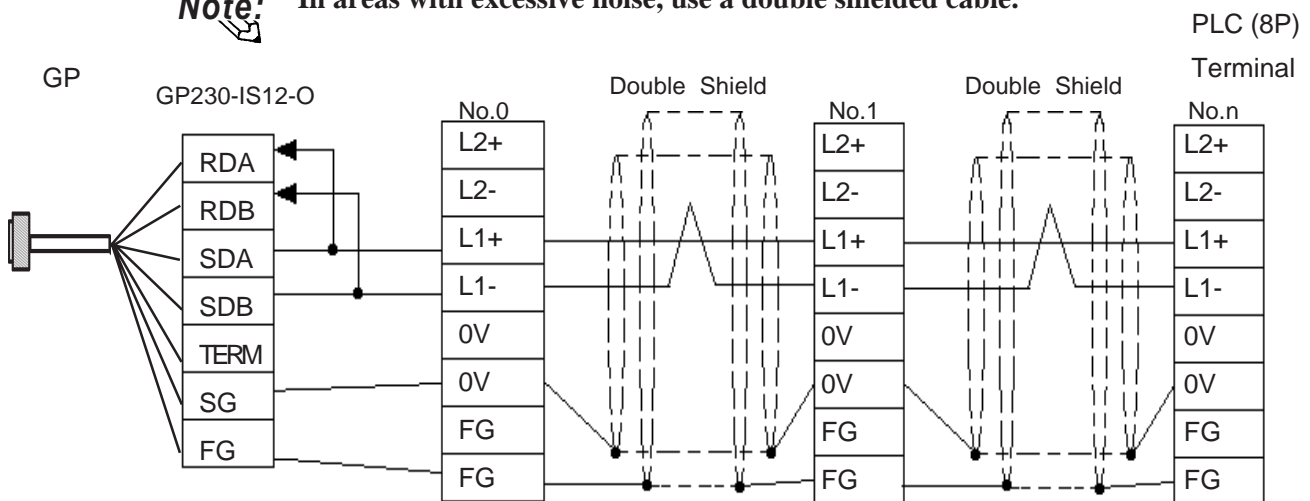 Note: In areas with excessive noise, use a double shielded cable.
PLC (8P)
Terminal
GP
GP230-IS12-O
RDA
RDB
SDA
SDB
TERM
SG
FG
No.0
L2+
L2-
L1+
L1-
0V
0V
FG
FG
Double Shield
No.1
L2+
L2-
L1+
L1-
0V
0V
FG
FG
Double Shield
No.n
L2+
L2-
L1+
L1-
0V
0V
FG
FG